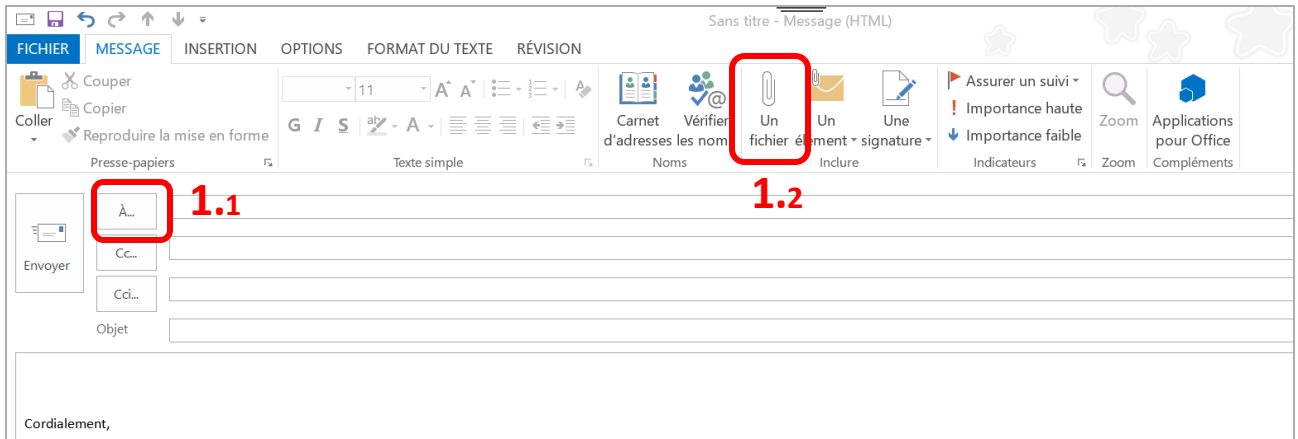 Sans titre - Message (HTML)
FICHIER MESSAGE INSERTION OPTIONS FORMAT DU TEXTE RÉVISION
Coller
Couper
Copier
Reproduire la mise en forme
Presse-papiers
11
A A
G I S ab A
Texte simple
Carnet
d'adresses
Vérifier
les nom
Noms
Un
fichier
Un
élément
Une
signature
Inclure
Assurer un suivi
Importance haute
Importance faible
Indicateurs
Zoom
Zoom
Applications
pour Office
Compléments
1.1
1.2
Envoyer
À...
Cc...
Cci...
Objet
Cordialement,